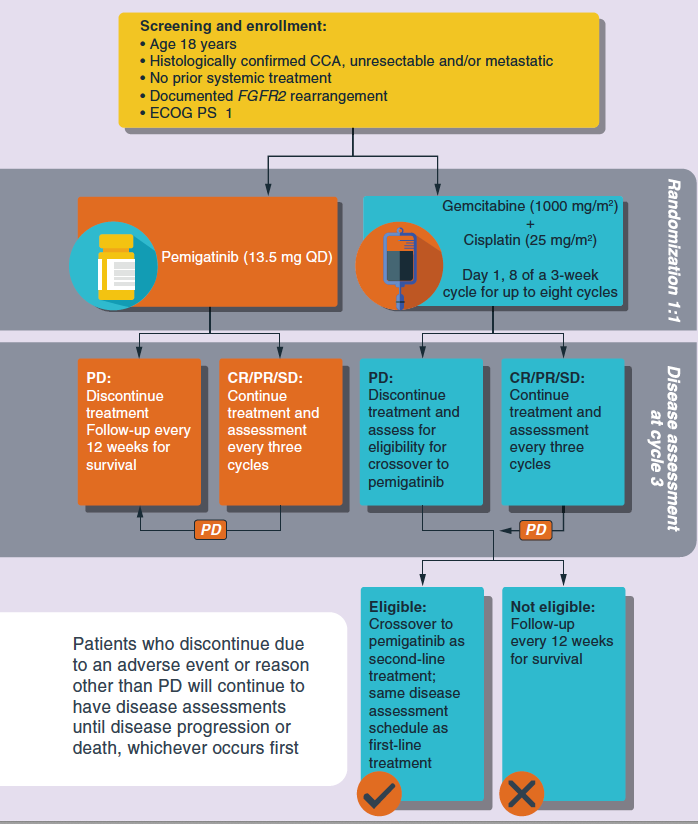 Screening and enrollment:
• Age 18 years
• Histologically confirmed CCA, unresectable and/or metastatic
• No prior systemic treatment
• Documented FGFR2 rearrangement
• ECOG PS 1
Randomization 1:1
Pemigatinib (13.5 mg QD)
Gemcitabine (1000 mg/m²)
+
Cisplatin (25 mg/m²)
Day 1, 8 of a 3-week
cycle for up to eight cycles
Disease assessment
at cycle 3
PD:
Discontinue
treatment
Follow-up every
12 weeks for
survival
CR/PR/SD:
Continue
treatment and
assessment
every three
cycles
PD:
Discontinue
treatment and
assess for
eligibility for
crossover to
pemigatinib
CR/PR/SD:
Continue
treatment and
assessment
every three
cycles
PD
PD
Eligible:
Crossover to
pemigatinib as
second-line
treatment;
same disease
assessment
schedule as
first-line
treatment
Not eligible:
Follow-up
every 12 weeks
for survival
Patients who discontinue due
to an adverse event or reason
other than PD will continue to
have disease assessments
until disease progression or
death, whichever occurs first